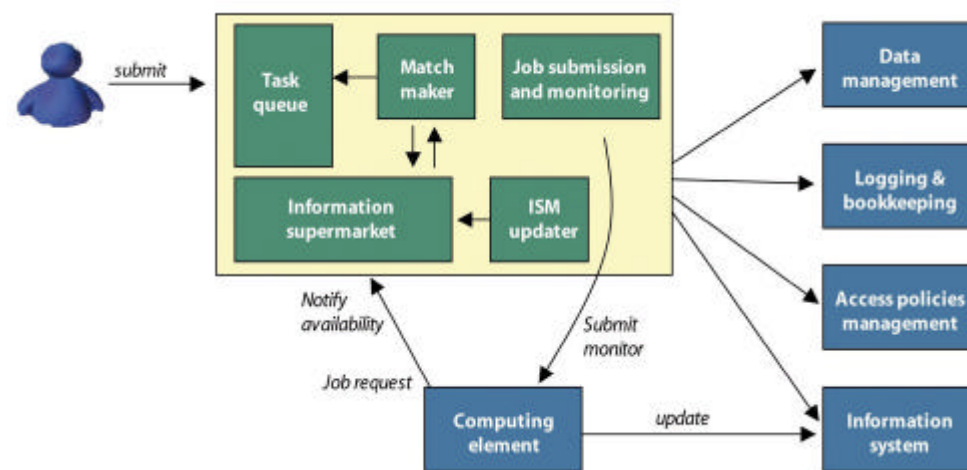 submit
Task
queue
Match
maker
Job submission
and monitoring
Information
supermarket
ISM
updater
Data
management
Logging &
bookkeeping
Access policies
management
Information
system
Notify
availability
Job request
Submit
monitor
Computing
element
update